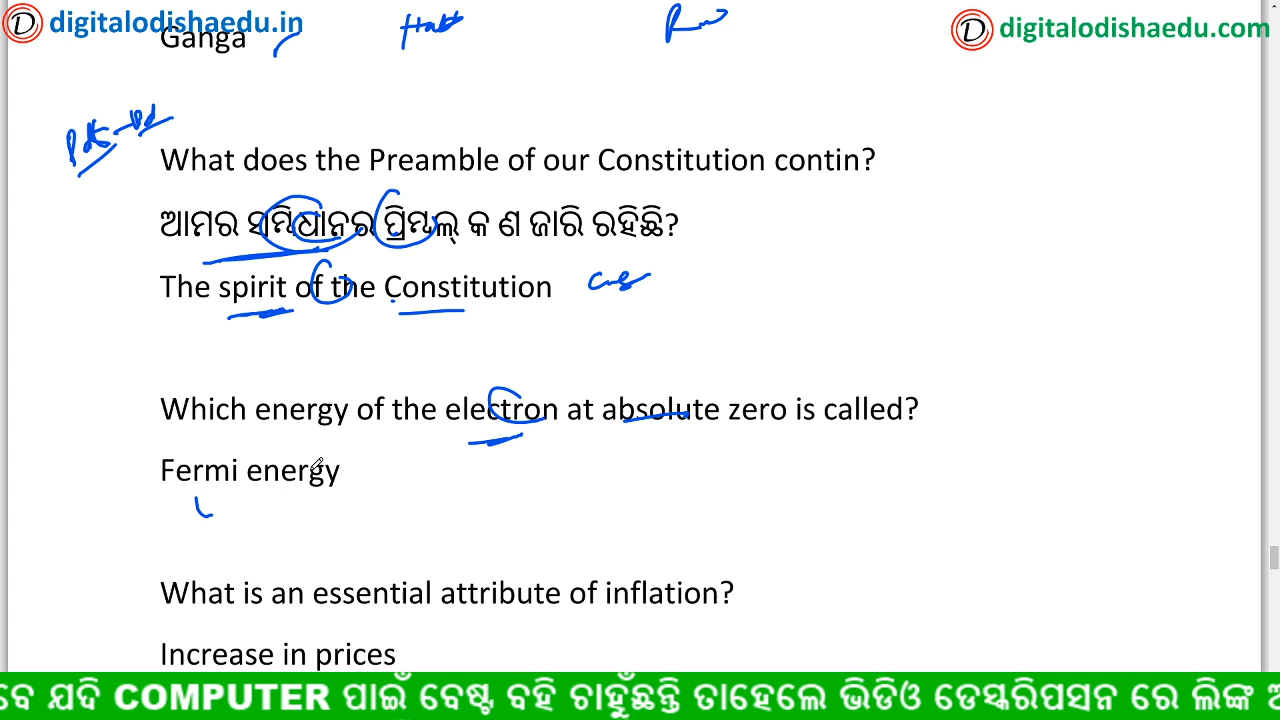 digitalodishaedu.in
digitalodishaedu.com
Ganga
What does the Preamble of our Constitution contin?
ଆମର ସମ୍ବିଧାନର ପ୍ରିମ୍ବଲ୍ କ ଣ ଜାରି ରହିଛି?
The spirit of the Constitution
Which energy of the electron at absolute zero is called?
Fermi energy
What is an essential attribute of inflation?
Increase in prices
ବେ ଯଦି COMPUTER ପାଇଁ ବେଷ୍ଟ ବହି ଚାହୁଁଛନ୍ତି ତାହେଲେ ଭିଡିଓ ଡେସ୍କରିପସନ ରେ ଲିଙ୍କ